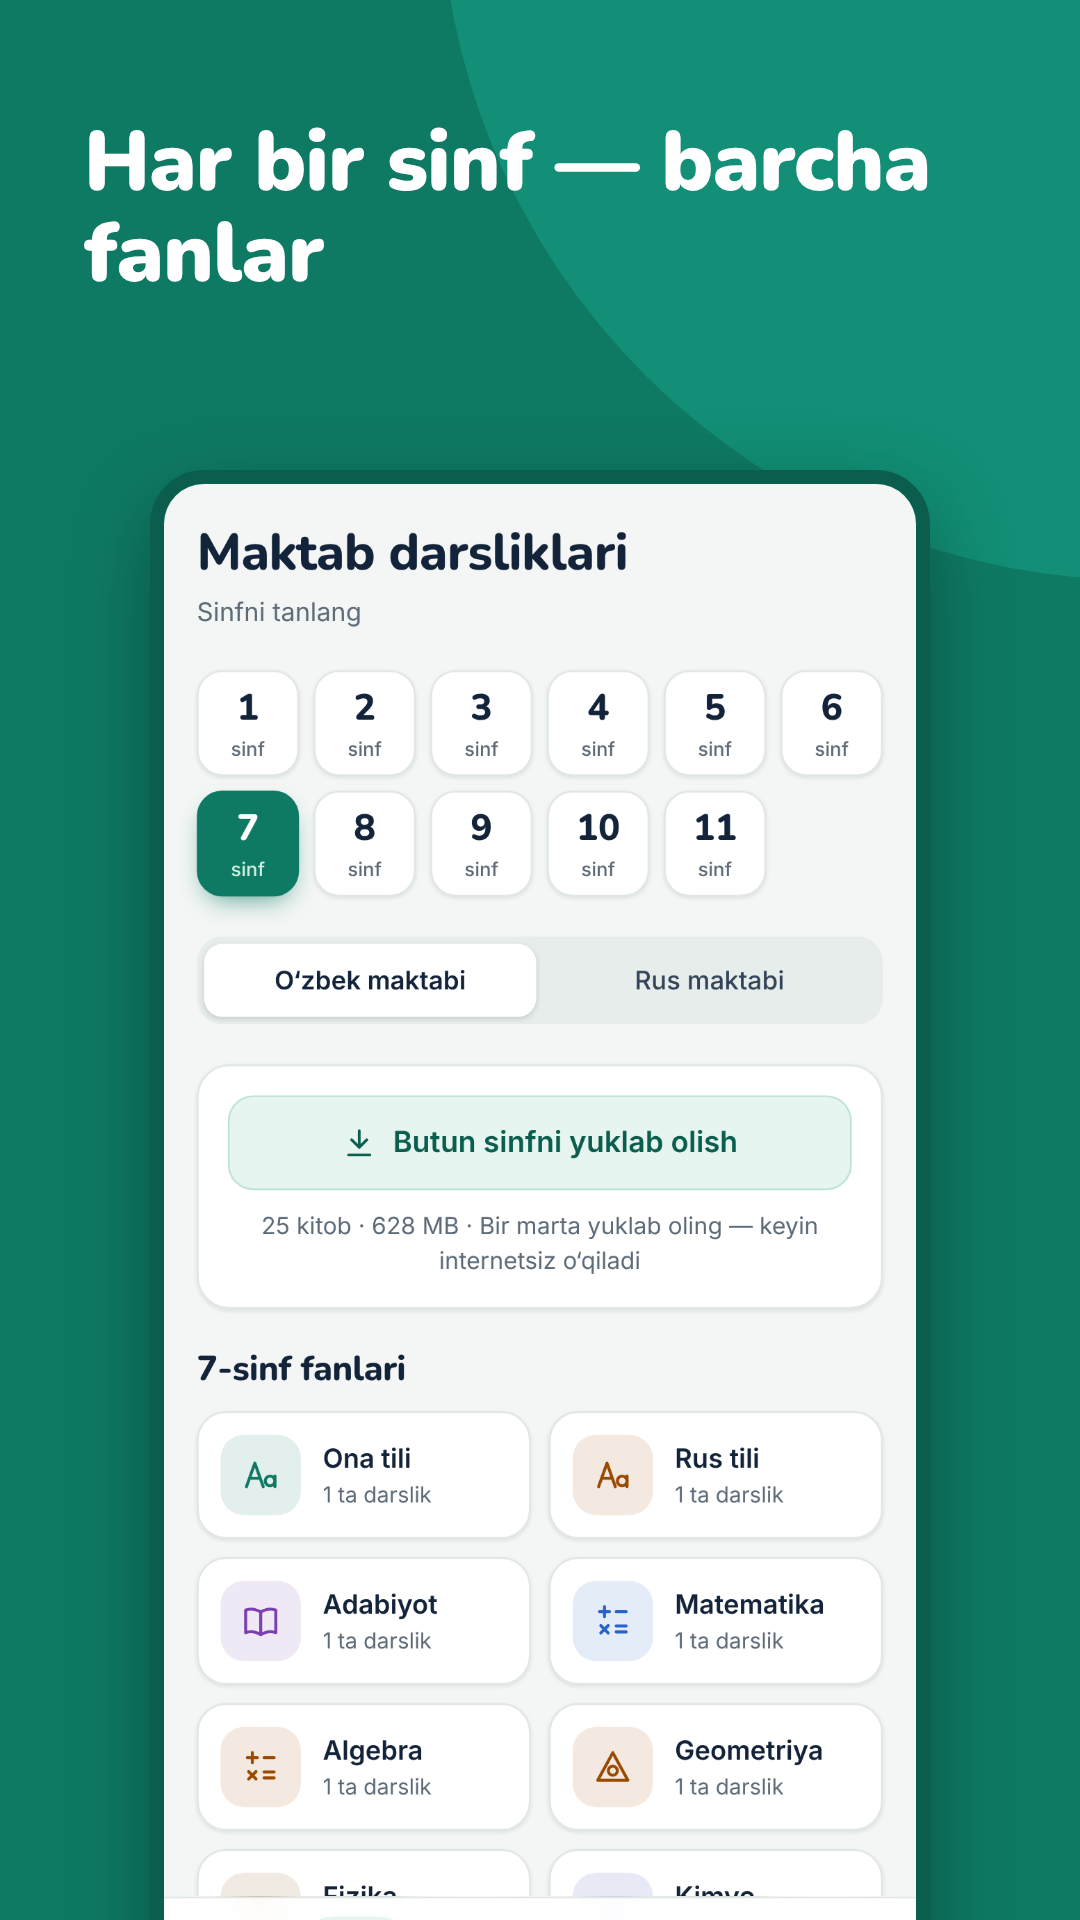 Har bir sinf — barcha
fanlar
Maktab darsliklari
Sinfni tanlang
1 2 3 4 5 6
sinf sinf sinf sinf sinf sinf
7 8 9 10 11
sinf sinf sinf sinf sinf
Oʻzbek maktabi Rus maktabi
Butun sinfni yuklab olish
25 kitob · 628 MB · Bir marta yuklab oling — keyin
internetsiz oʻqiladi
7-sinf fanlari
Ona tili Rus tili
1 ta darslik 1 ta darslik
Adabiyot Matematika
1 ta darslik 1 ta darslik
Algebra Geometriya
1 ta darslik 1 ta darslik
Fizika Kimyo